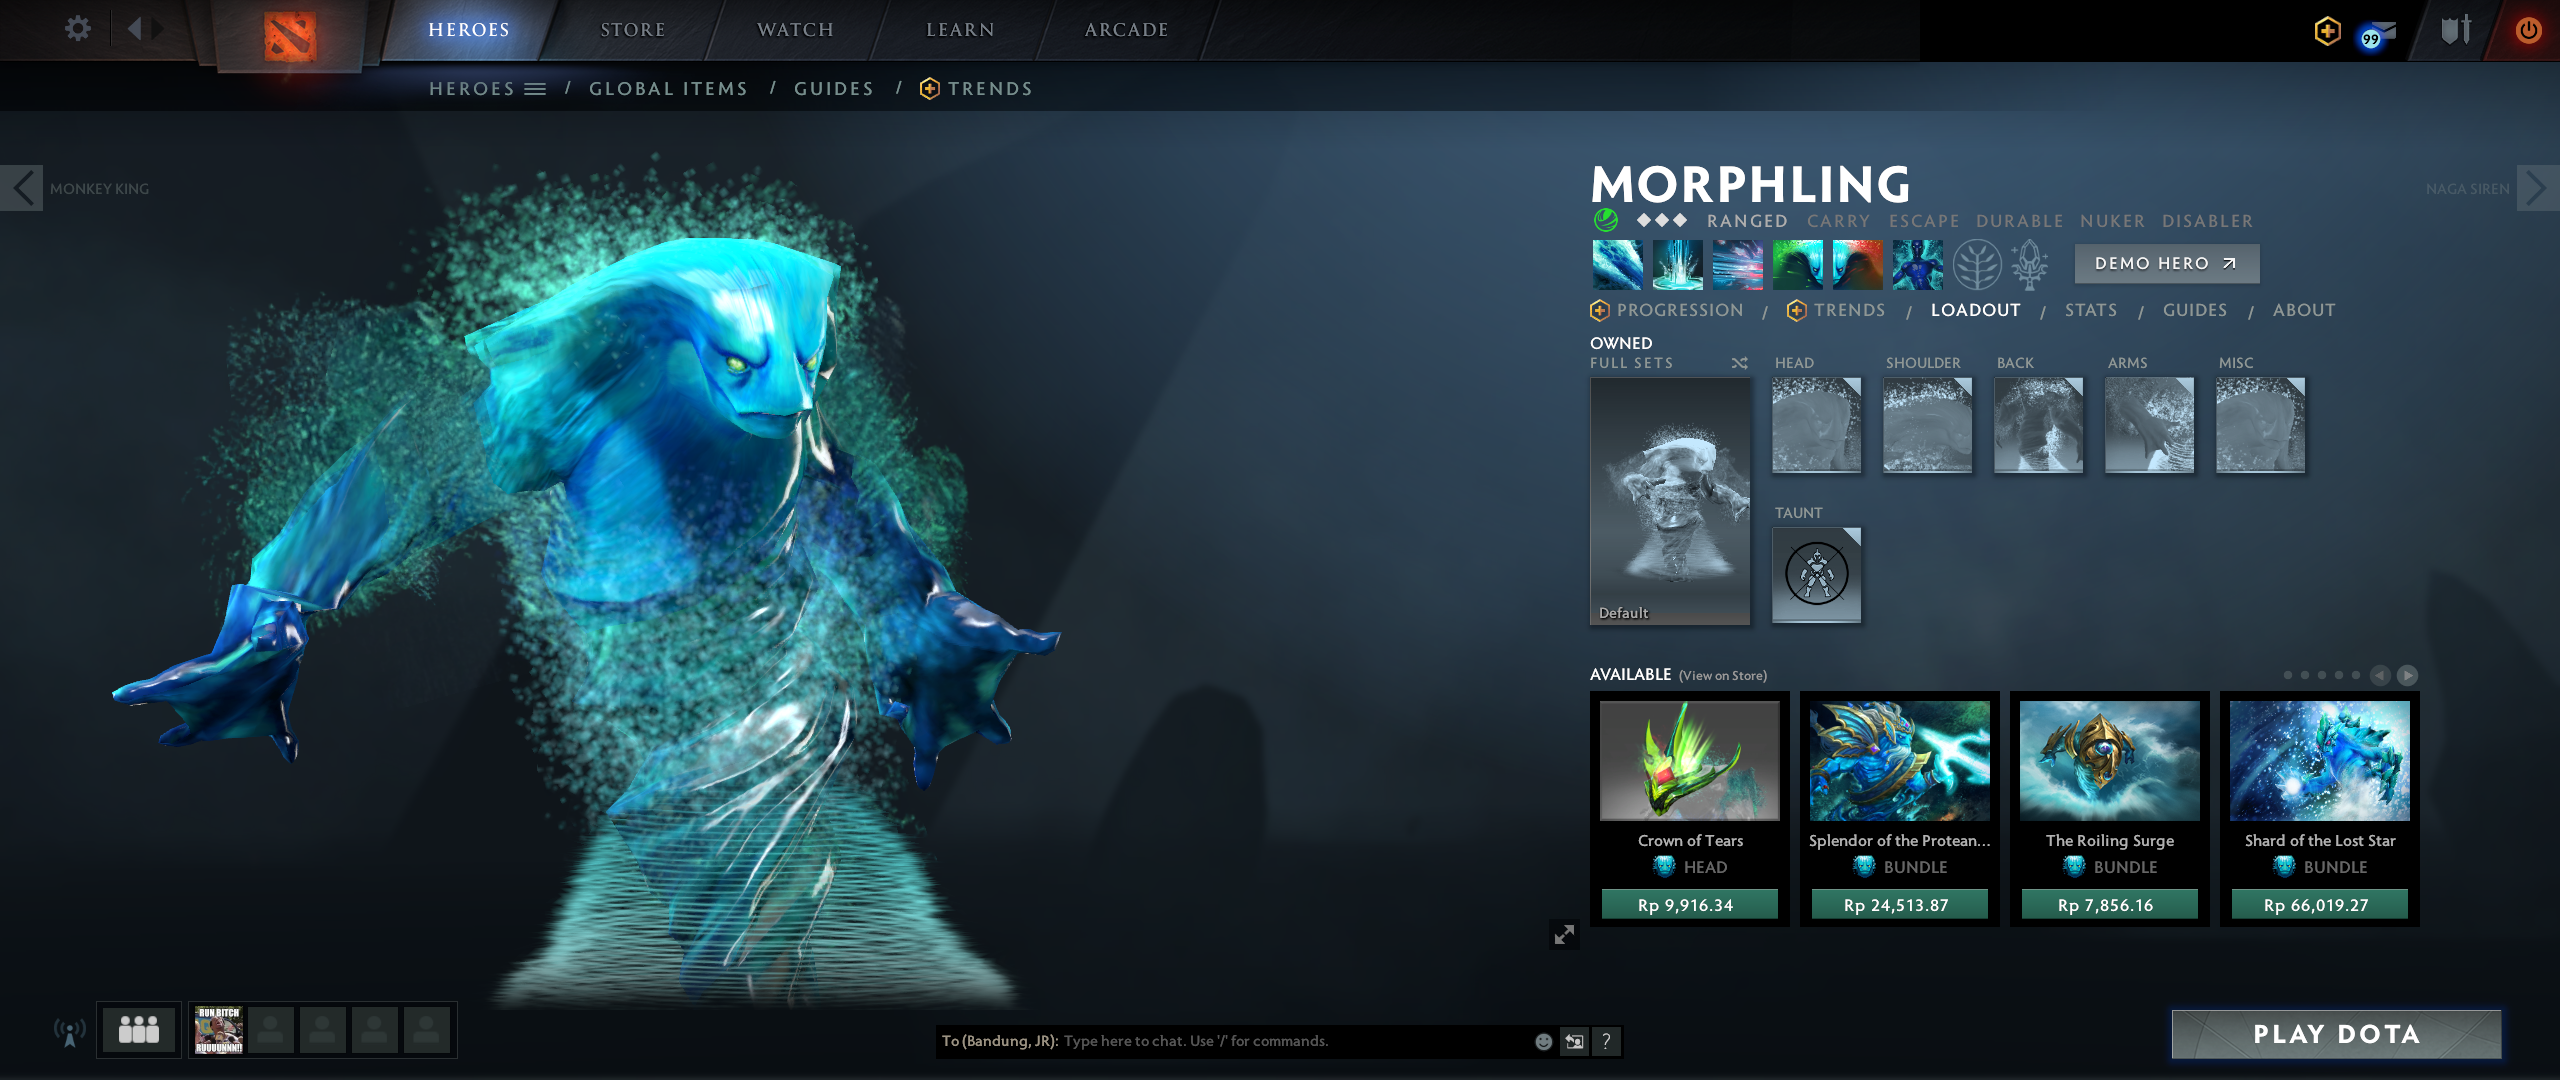 HEROES STORE WATCH LEARN ARCADE
99
HEROES / GLOBAL ITEMS / GUIDES / TRENDS
MONKEY KING
NAGA SIREN
MORPHLING
RANGED CARRY ESCAPE DURABLE NUKER DISABLER
DEMO HERO
PROGRESSION / TRENDS / LOADOUT / STATS / GUIDES / ABOUT
OWNED
FULL SETS HEAD SHOULDER BACK ARMS MISC
TAUNT
Default
AVAILABLE (View on Store)
Crown of Tears
HEAD
Rp 9,916.34
Splendor of the Protean...
BUNDLE
Rp 24,513.87
The Roiling Surge
BUNDLE
Rp 7,856.16
Shard of the Lost Star
BUNDLE
Rp 66,019.27
RUN BITCH
RUUUUNNN!!
To (Bandung, JR): Type here to chat. Use '/' for commands.
?
PLAY DOTA